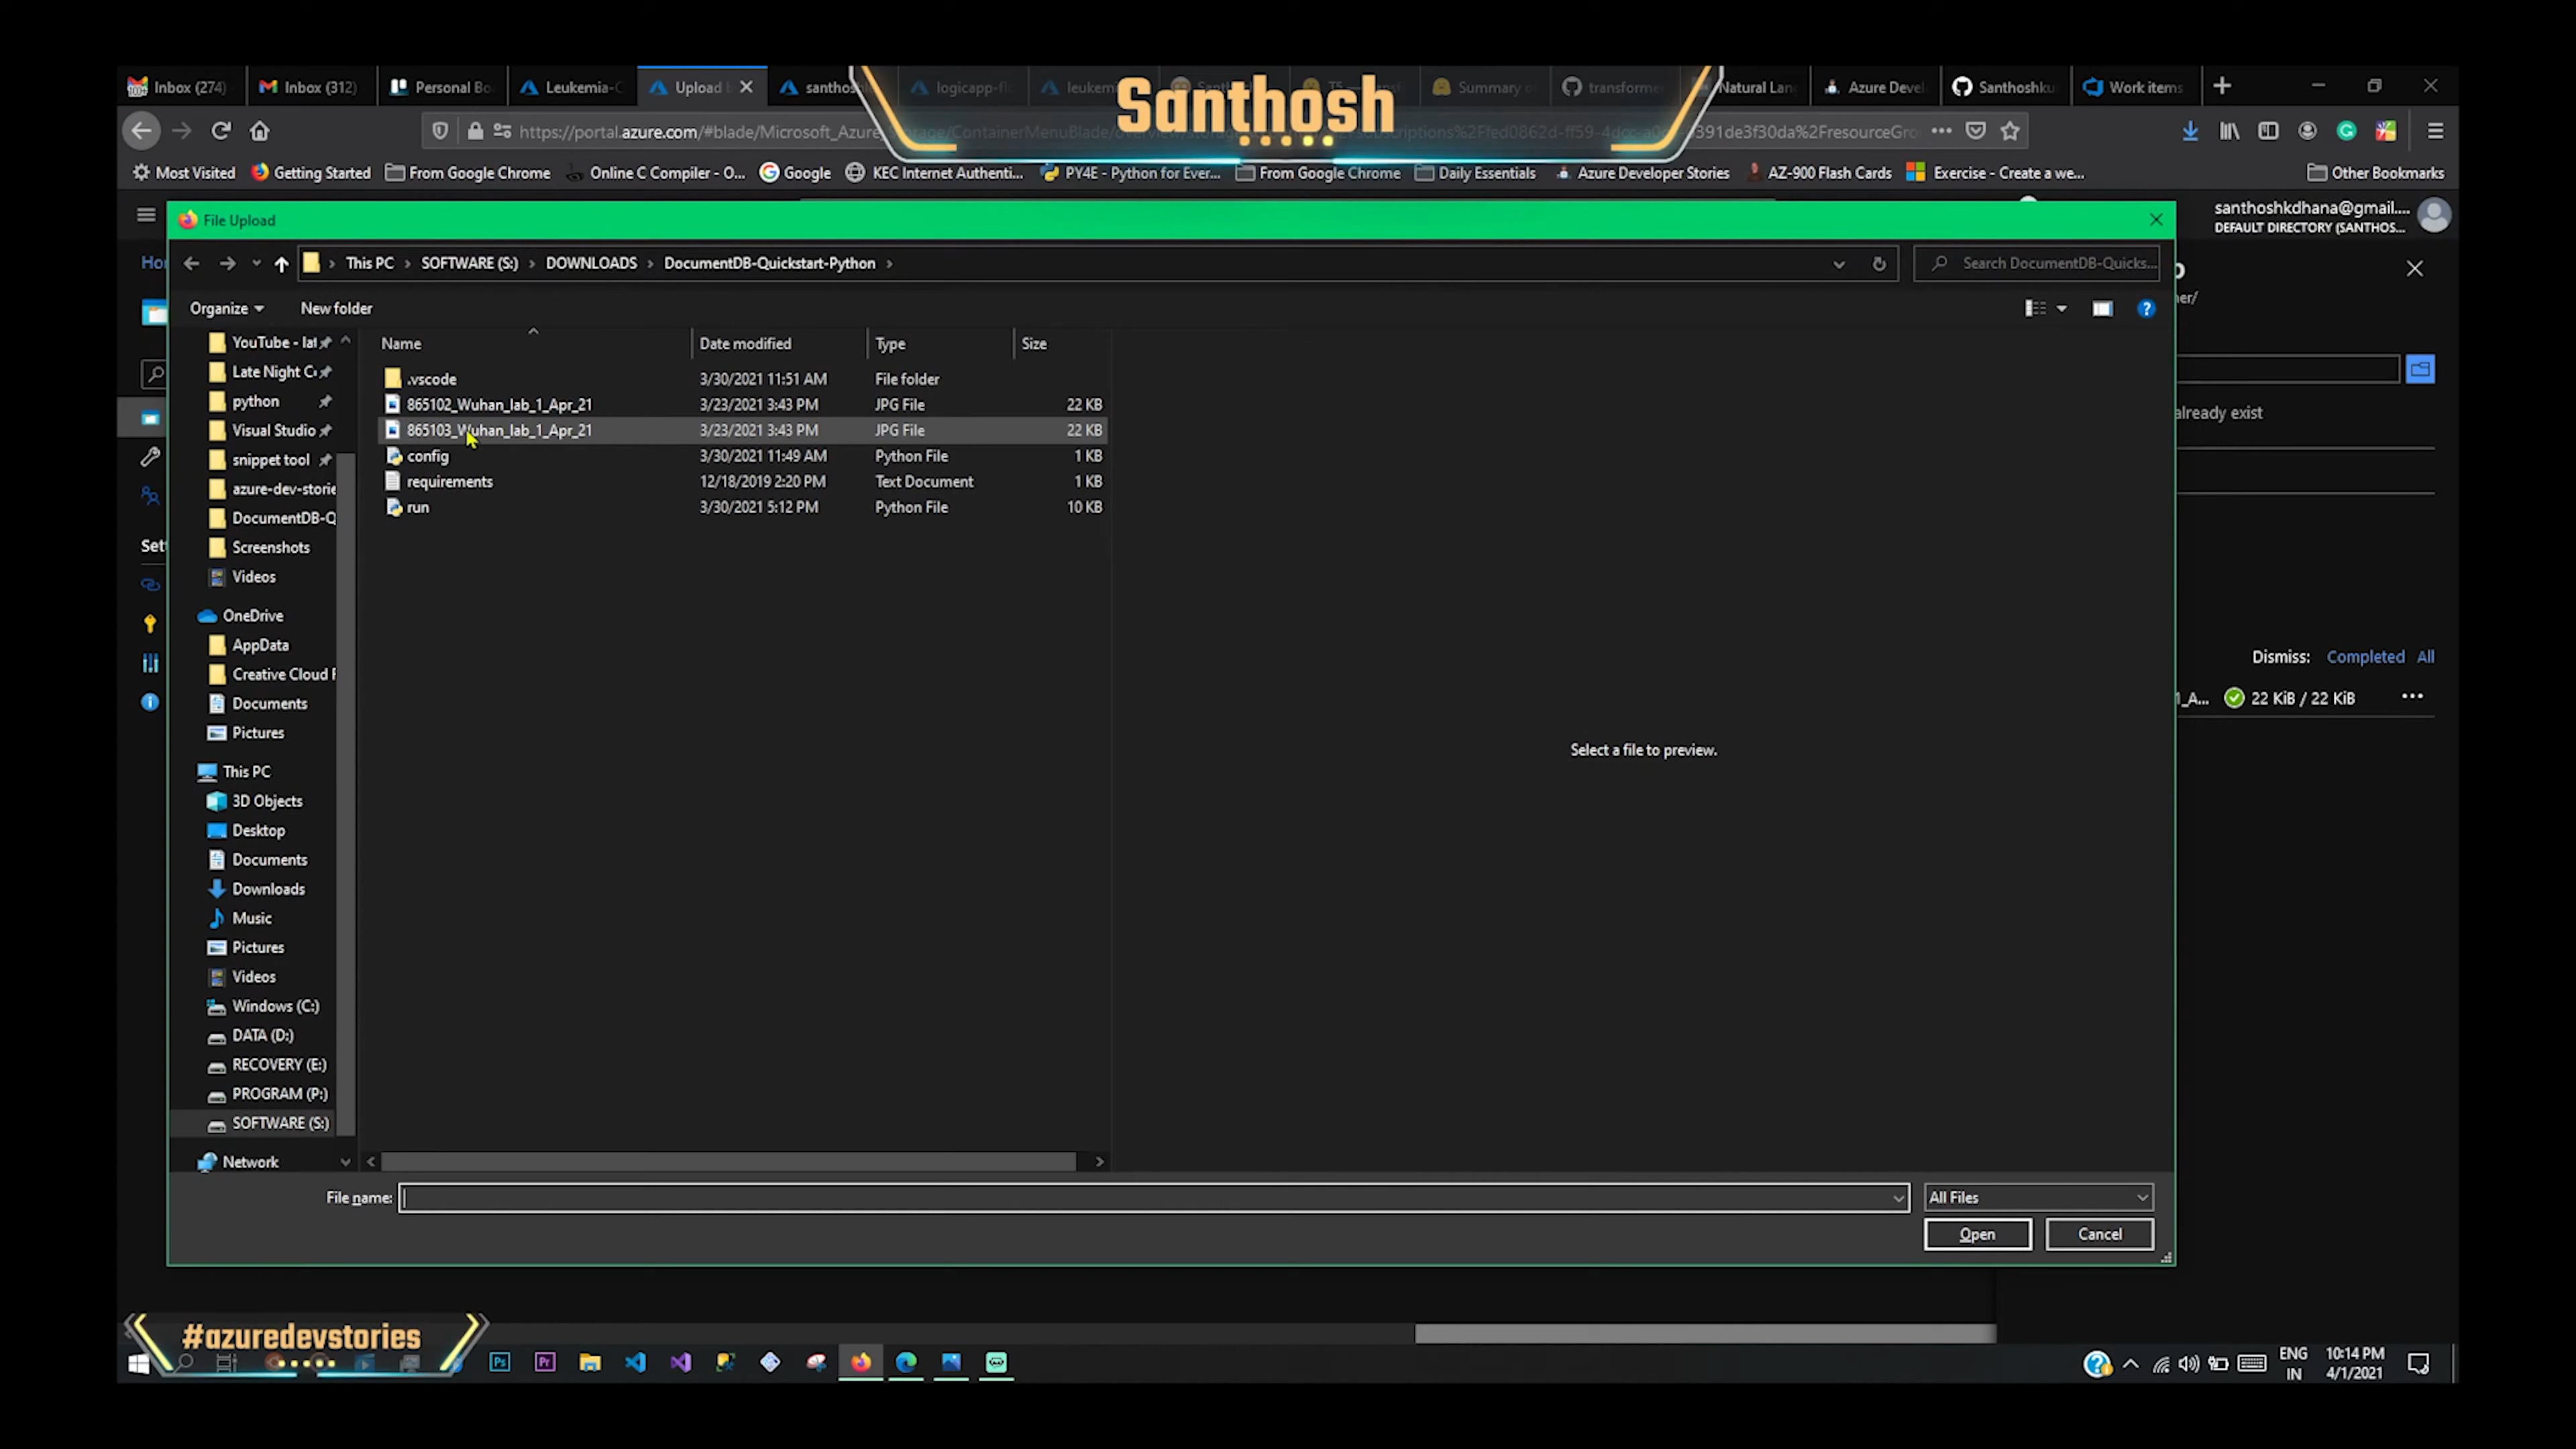 Inbox (274)
Inbox (312)
Personal Bo
Leukemia-C
Upload
santhosh
logicapp-fl
leukem
Summary o
transforme
Natural Lan
Azure Devel
Santhoshku
Work items
Santhosh
https://portal.azure.com/#blade/Microsoft_Azure_
Most Visited
Getting Started
From Google Chrome
Online C Compiler - O...
Google
KEC Internet Authenti...
PY4E - Python for Ever...
From Google Chrome
Daily Essentials
Azure Developer Stories
AZ-900 Flash Cards
Exercise - Create a we...
Other Bookmarks
santhoshkdhana@gmail....
DEFAULT DIRECTORY (SANTHOS...
File Upload
This PC
SOFTWARE (S:)
DOWNLOADS
DocumentDB-Quickstart-Python
Search DocumentDB-Quicks...
Organize
New folder
Name
Date modified
Type
Size
.vscode 3/30/2021 11:51 AM File folder
865102_Wuhan_lab_1_Apr_21 3/23/2021 3:43 PM JPG File 22 KB
865103_Wuhan_lab_1_Apr_21 3/23/2021 3:43 PM JPG File 22 KB
config 3/30/2021 11:49 AM Python File 1 KB
requirements 12/18/2019 2:20 PM Text Document 1 KB
run 3/30/2021 5:12 PM Python File 10 KB
YouTube - lat
Late Night C
python
Visual Studio
snippet tool
azure-dev-storie
DocumentDB-Q
Screenshots
Videos
OneDrive
AppData
Creative Cloud F
Documents
Pictures
This PC
3D Objects
Desktop
Documents
Downloads
Music
Pictures
Videos
Windows (C:)
DATA (D:)
RECOVERY (E:)
PROGRAM (P:)
SOFTWARE (S:)
Network
Select a file to preview.
File name:
All Files
Open
Cancel
Hon
Set
ner/
already exist
Dismiss: Completed All
1_A... 22 KiB / 22 KiB
#azuredevstories
ENG
IN
10:14 PM
4/1/2021